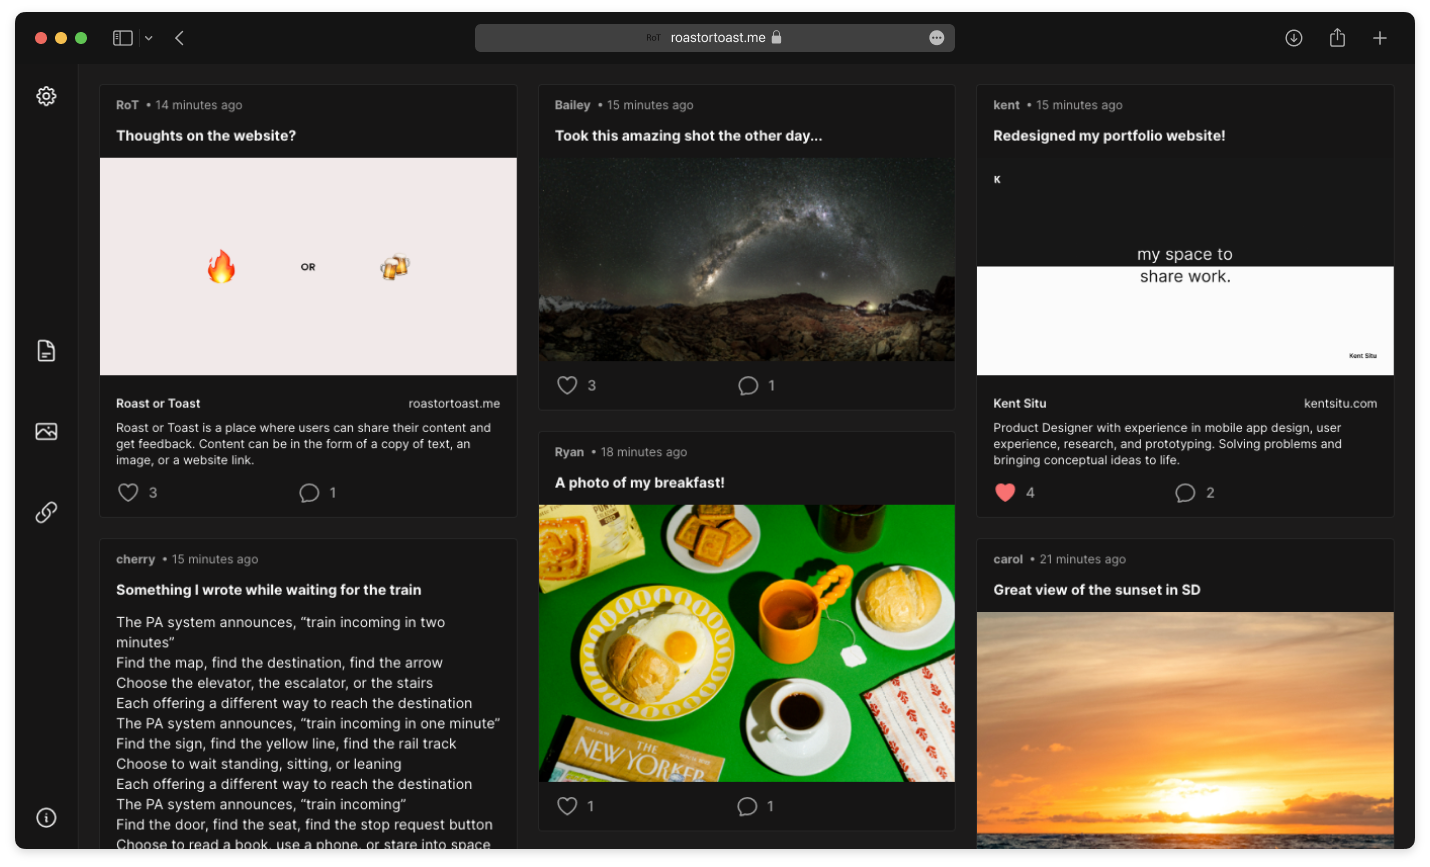 RoT roastortoast.me
RoT • 14 minutes ago
Thoughts on the website?
OR
Roast or Toast roastortoast.me
Roast or Toast is a place where users can share their content and
get feedback. Content can be in the form of a copy of text, an
image, or a website link.
3 1
cherry • 15 minutes ago
Something I wrote while waiting for the train
The PA system announces, “train incoming in two
minutes”
Find the map, find the destination, find the arrow
Choose the elevator, the escalator, or the stairs
Each offering a different way to reach the destination
The PA system announces, “train incoming in one minute”
Find the sign, find the yellow line, find the rail track
Choose to wait standing, sitting, or leaning
Each offering a different way to reach the destination
The PA system announces, “train incoming”
Find the door, find the seat, find the stop request button
Choose to read a book, use a phone, or stare into space
Bailey • 15 minutes ago
Took this amazing shot the other day...
3 1
Ryan • 18 minutes ago
A photo of my breakfast!
THE
NEW YORKER
1 1
kent • 15 minutes ago
Redesigned my portfolio website!
K
my space to
share work.
Kent Situ
Kent Situ kentsitu.com
Product Designer with experience in mobile app design, user
experience, research, and prototyping. Solving problems and
bringing conceptual ideas to life.
4 2
carol • 21 minutes ago
Great view of the sunset in SD